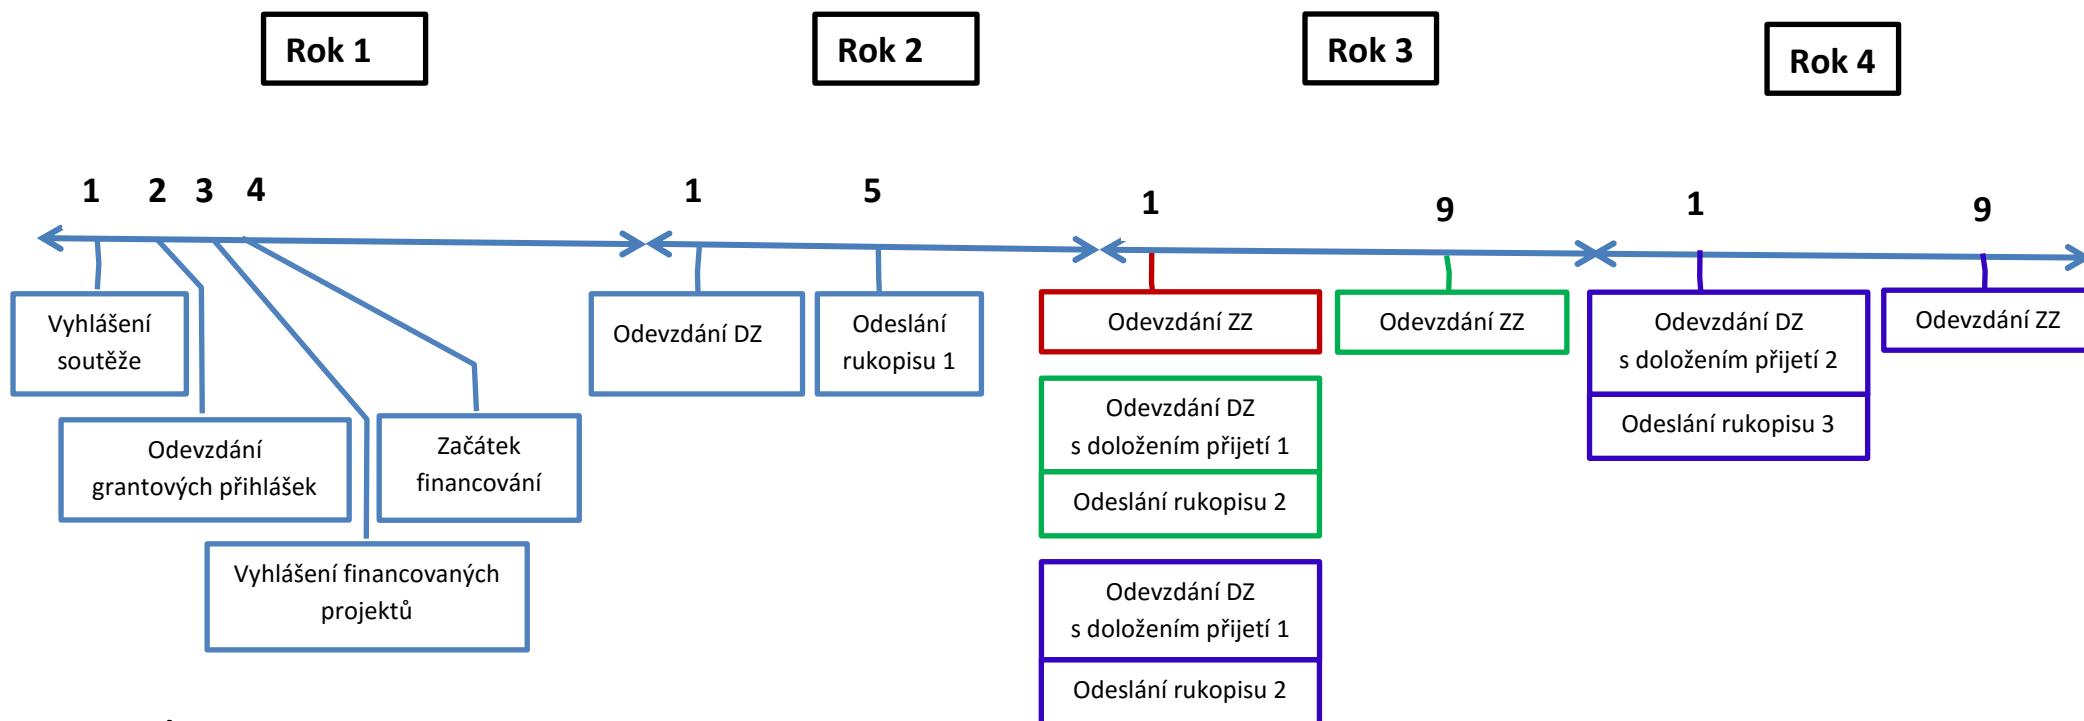 Rok 1
Rok 2
Rok 3
Rok 4
1 2 3 4
1 5
1 9
1 9
Vyhlášení
soutěže
Odevzdání
grantových přihlášek
Vyhlášení financovaných
projektů
Začátek
financování
Odevzdání DZ
Odeslání
rukopisu 1
Odevzdání ZZ
Odevzdání DZ
s doložením přijetí 1
Odeslání rukopisu 2
Odevzdání DZ
s doložením přijetí 1
Odeslání rukopisu 2
Odevzdání ZZ
Odevzdání DZ
s doložením přijetí 2
Odeslání rukopisu 3
Odevzdání ZZ